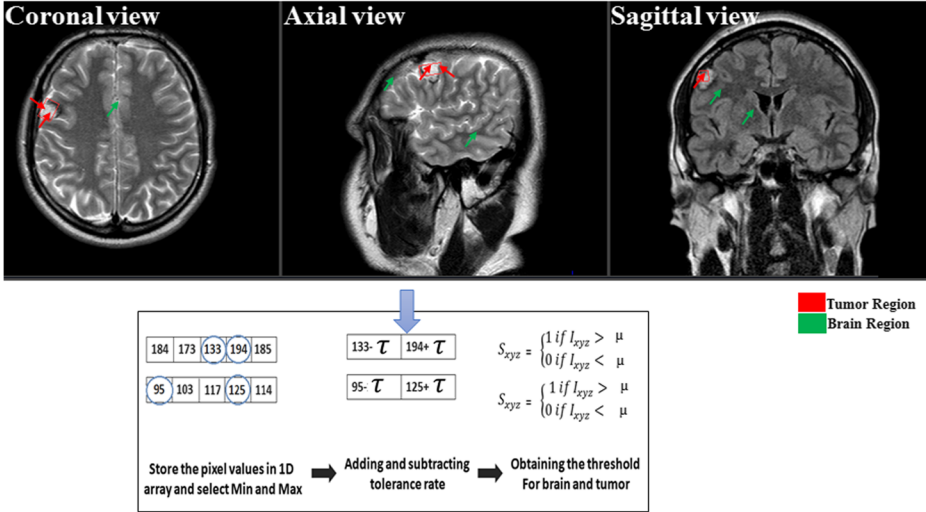 Coronal view Axial view Sagittal view
Tumor Region
Brain Region
184 173 133 194 185
95 103 117 125 114
133- τ 194+ τ
95- τ 125+ τ
Sxyz = {1 if Ixyz > μ
0 if Ixyz < μ
Sxyz = {1 if Ixyz > μ
0 if Ixyz < μ
Store the pixel values in 1D
array and select Min and Max
Adding and subtracting
tolerance rate
Obtaining the threshold
For brain and tumor